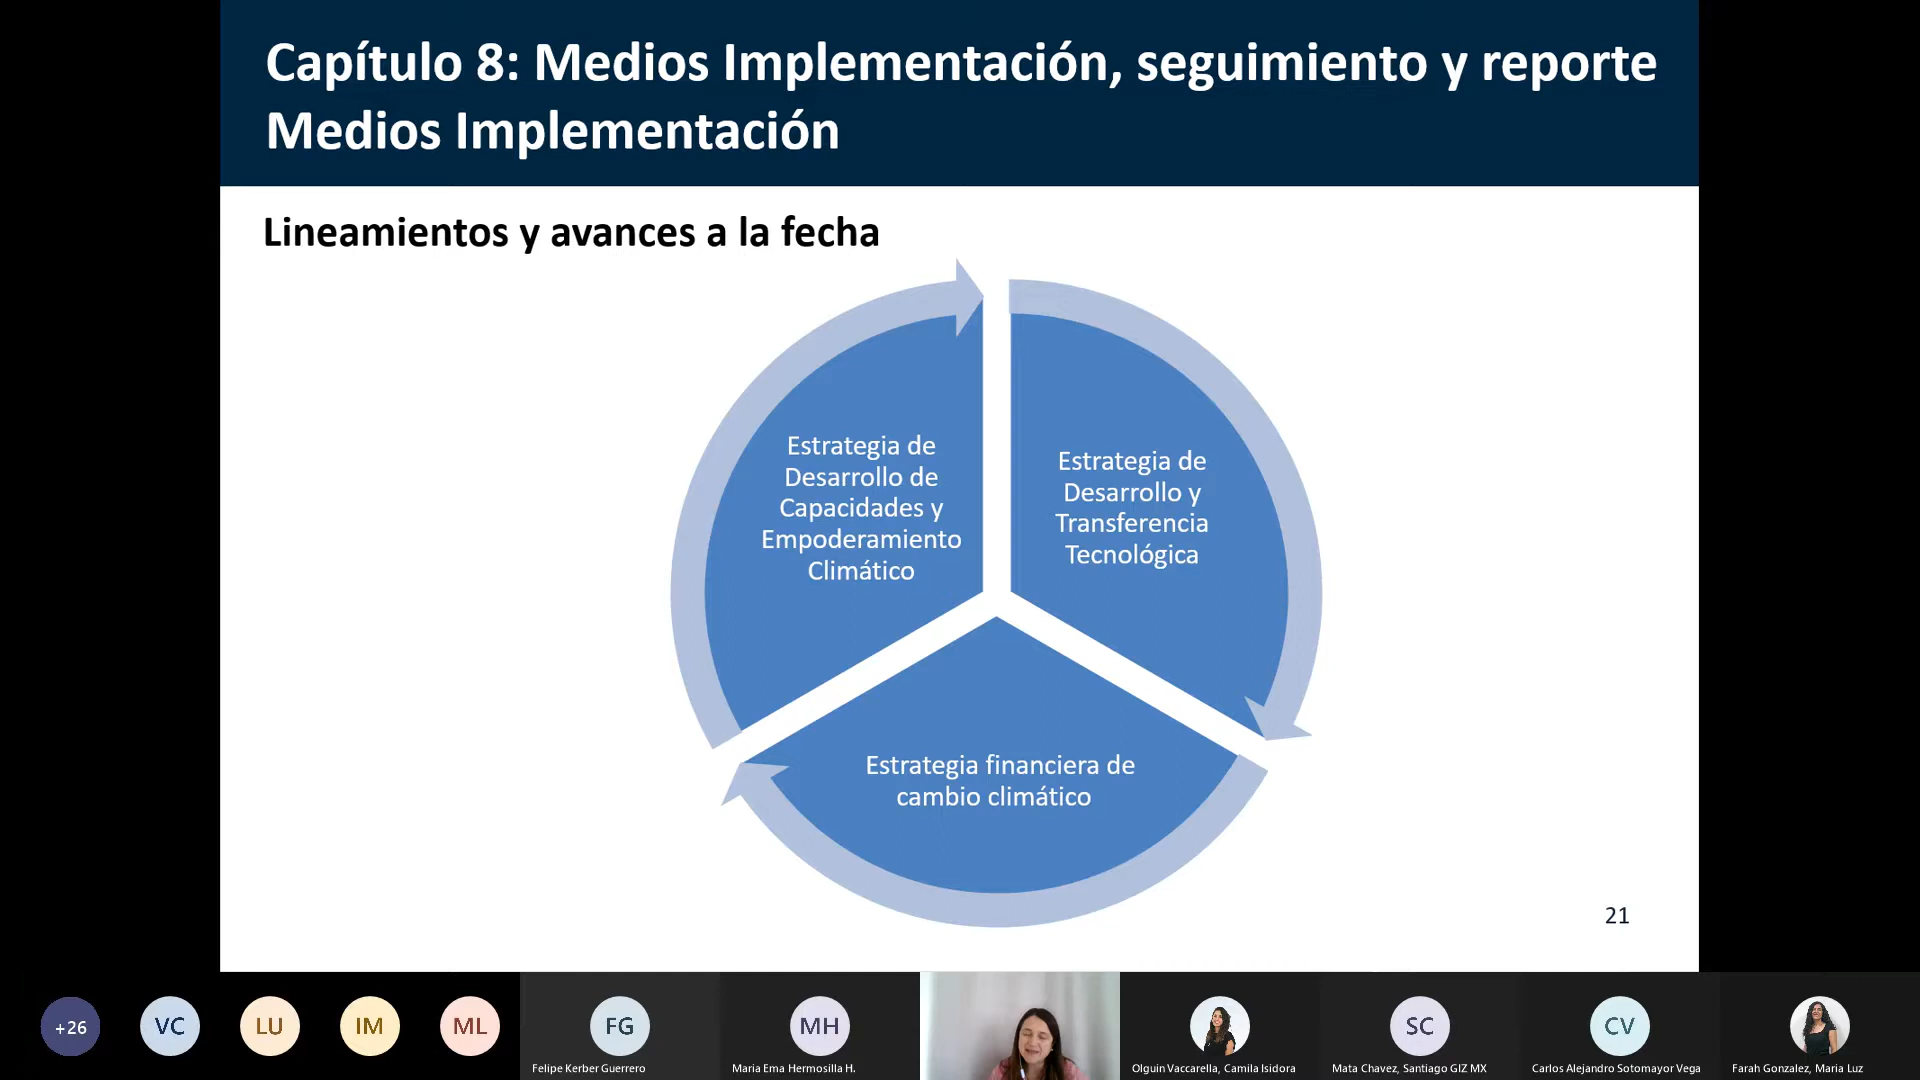 Capítulo 8: Medios Implementación, seguimiento y reporte
Medios Implementación
Lineamientos y avances a la fecha
Estrategia de
Desarrollo de
Capacidades y
Empoderamiento
Climático
Estrategia de
Desarrollo y
Transferencia
Tecnológica
Estrategia financiera de
cambio climático
21
+26
VC
LU
IM
ML
FG
MH
SC
CV
Felipe Kerber Guerrero
Maria Ema Hermosilla H.
Olguin Vaccarella, Camila Isidora
Mata Chavez, Santiago GIZ MX
Carlos Alejandro Sotomayor Vega
Farah Gonzalez, Maria Luz